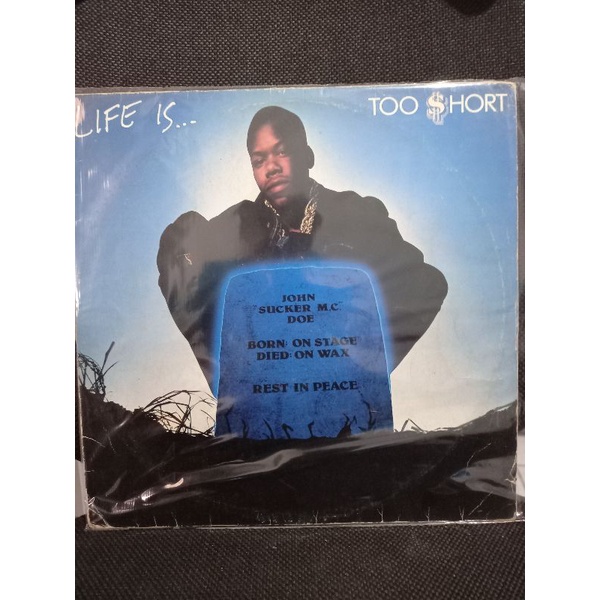 LIFE IS...
TOO $HORT
JOHN
"SUCKER M.C."
DOE
BORN: ON STAGE
DIED: ON WAX
REST IN PEACE